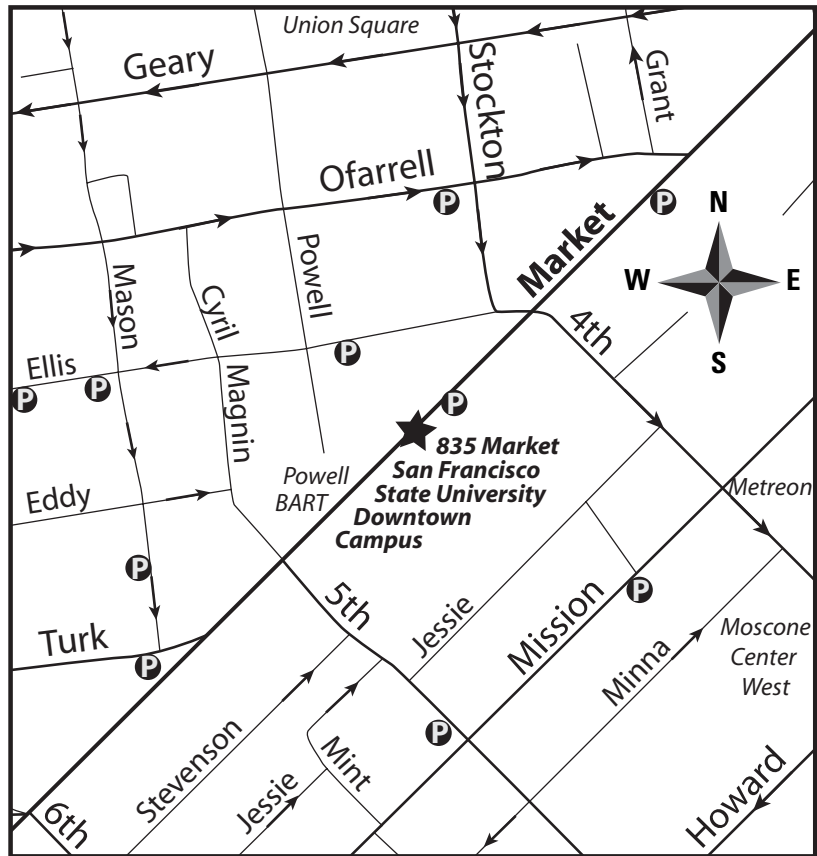 Union Square
Geary
Stockton
Grant
Ofarrell
P
P
Market
N
W
E
S
Mason
Cyril
Powell
4th
P
Ellis
P
P
P
Magnin
835 Market
San Francisco
State University
Downtown
Campus
Powell
BART
Eddy
Metreon
P
5th
Jessie
Mission
P
Turk
P
Minna
Moscone
Center
West
P
Stevenson
Mint
Jessie
Howard
6th